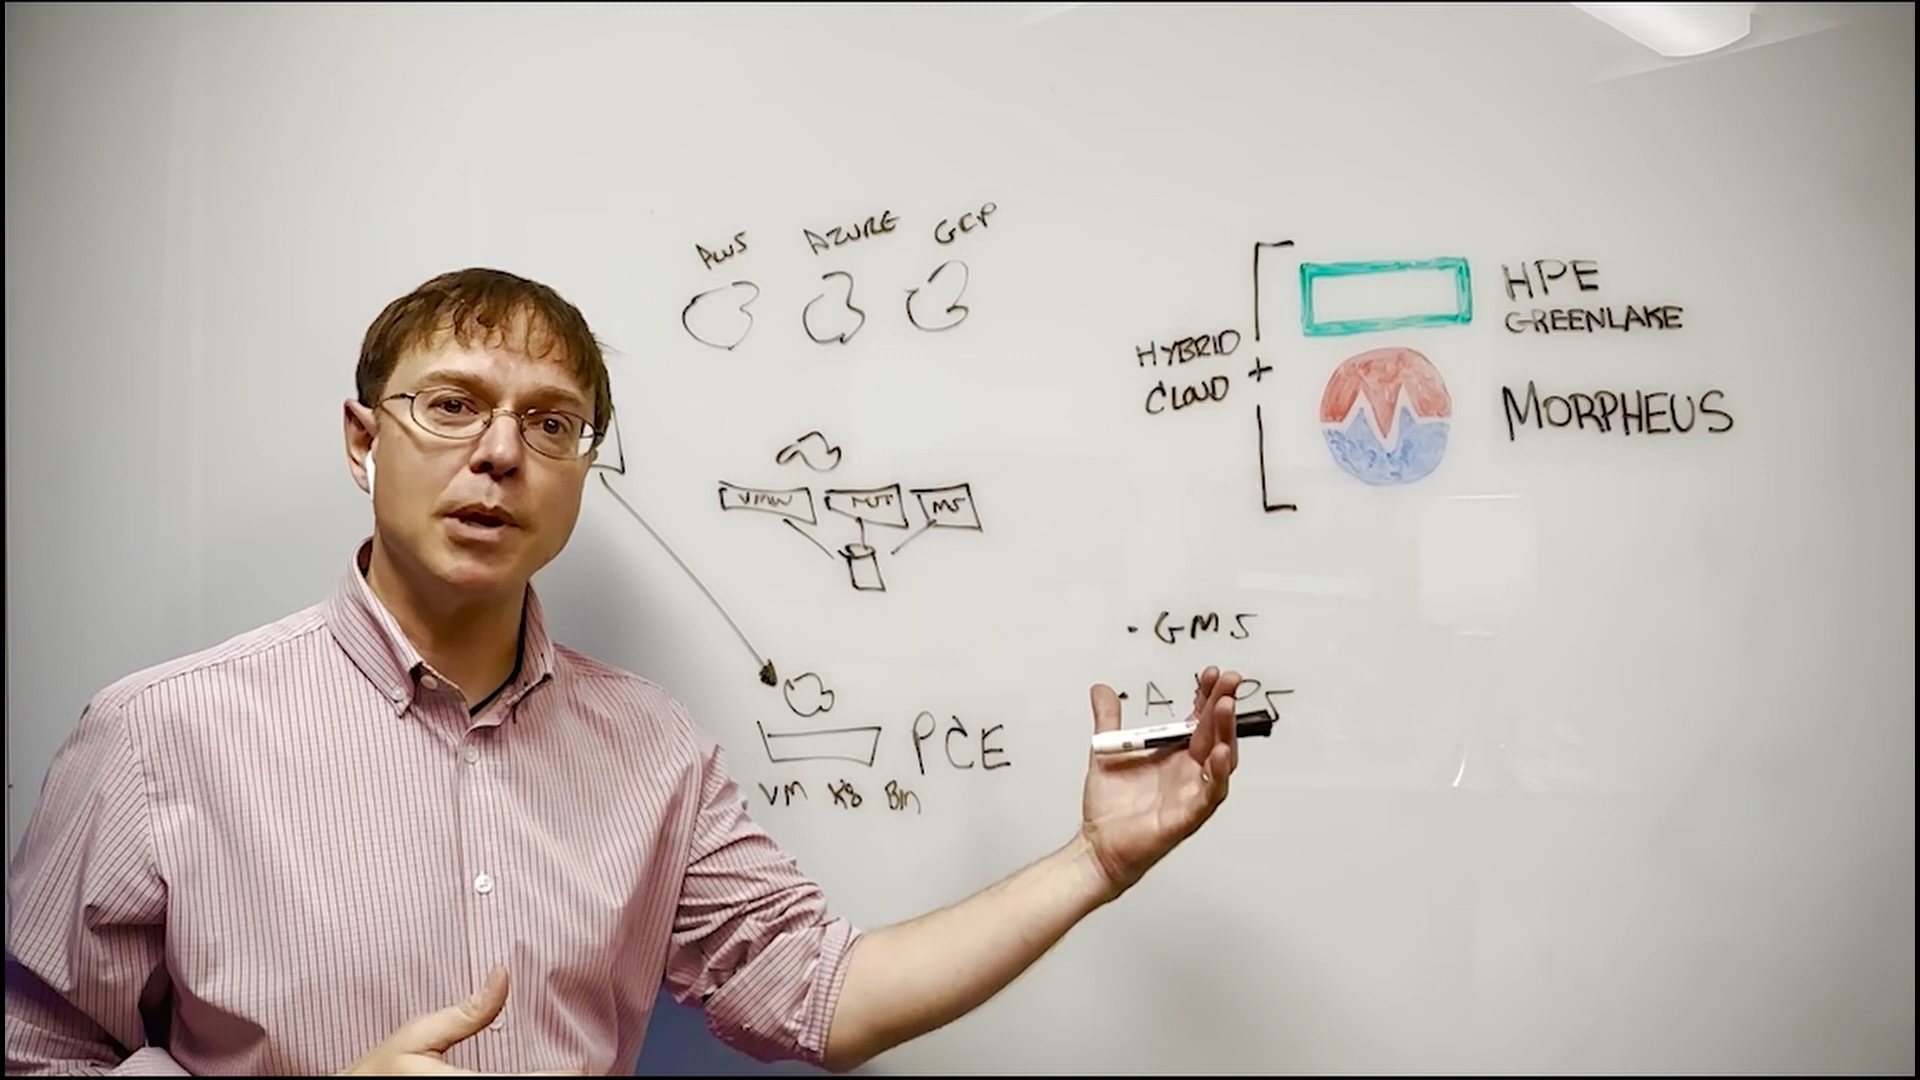 AWS AZURE GCP
HYBRID
CLOUD
+
HPE
GREENLAKE
MORPHEUS
VMW NUT MS
• GMS
PCE
VM K8 BM